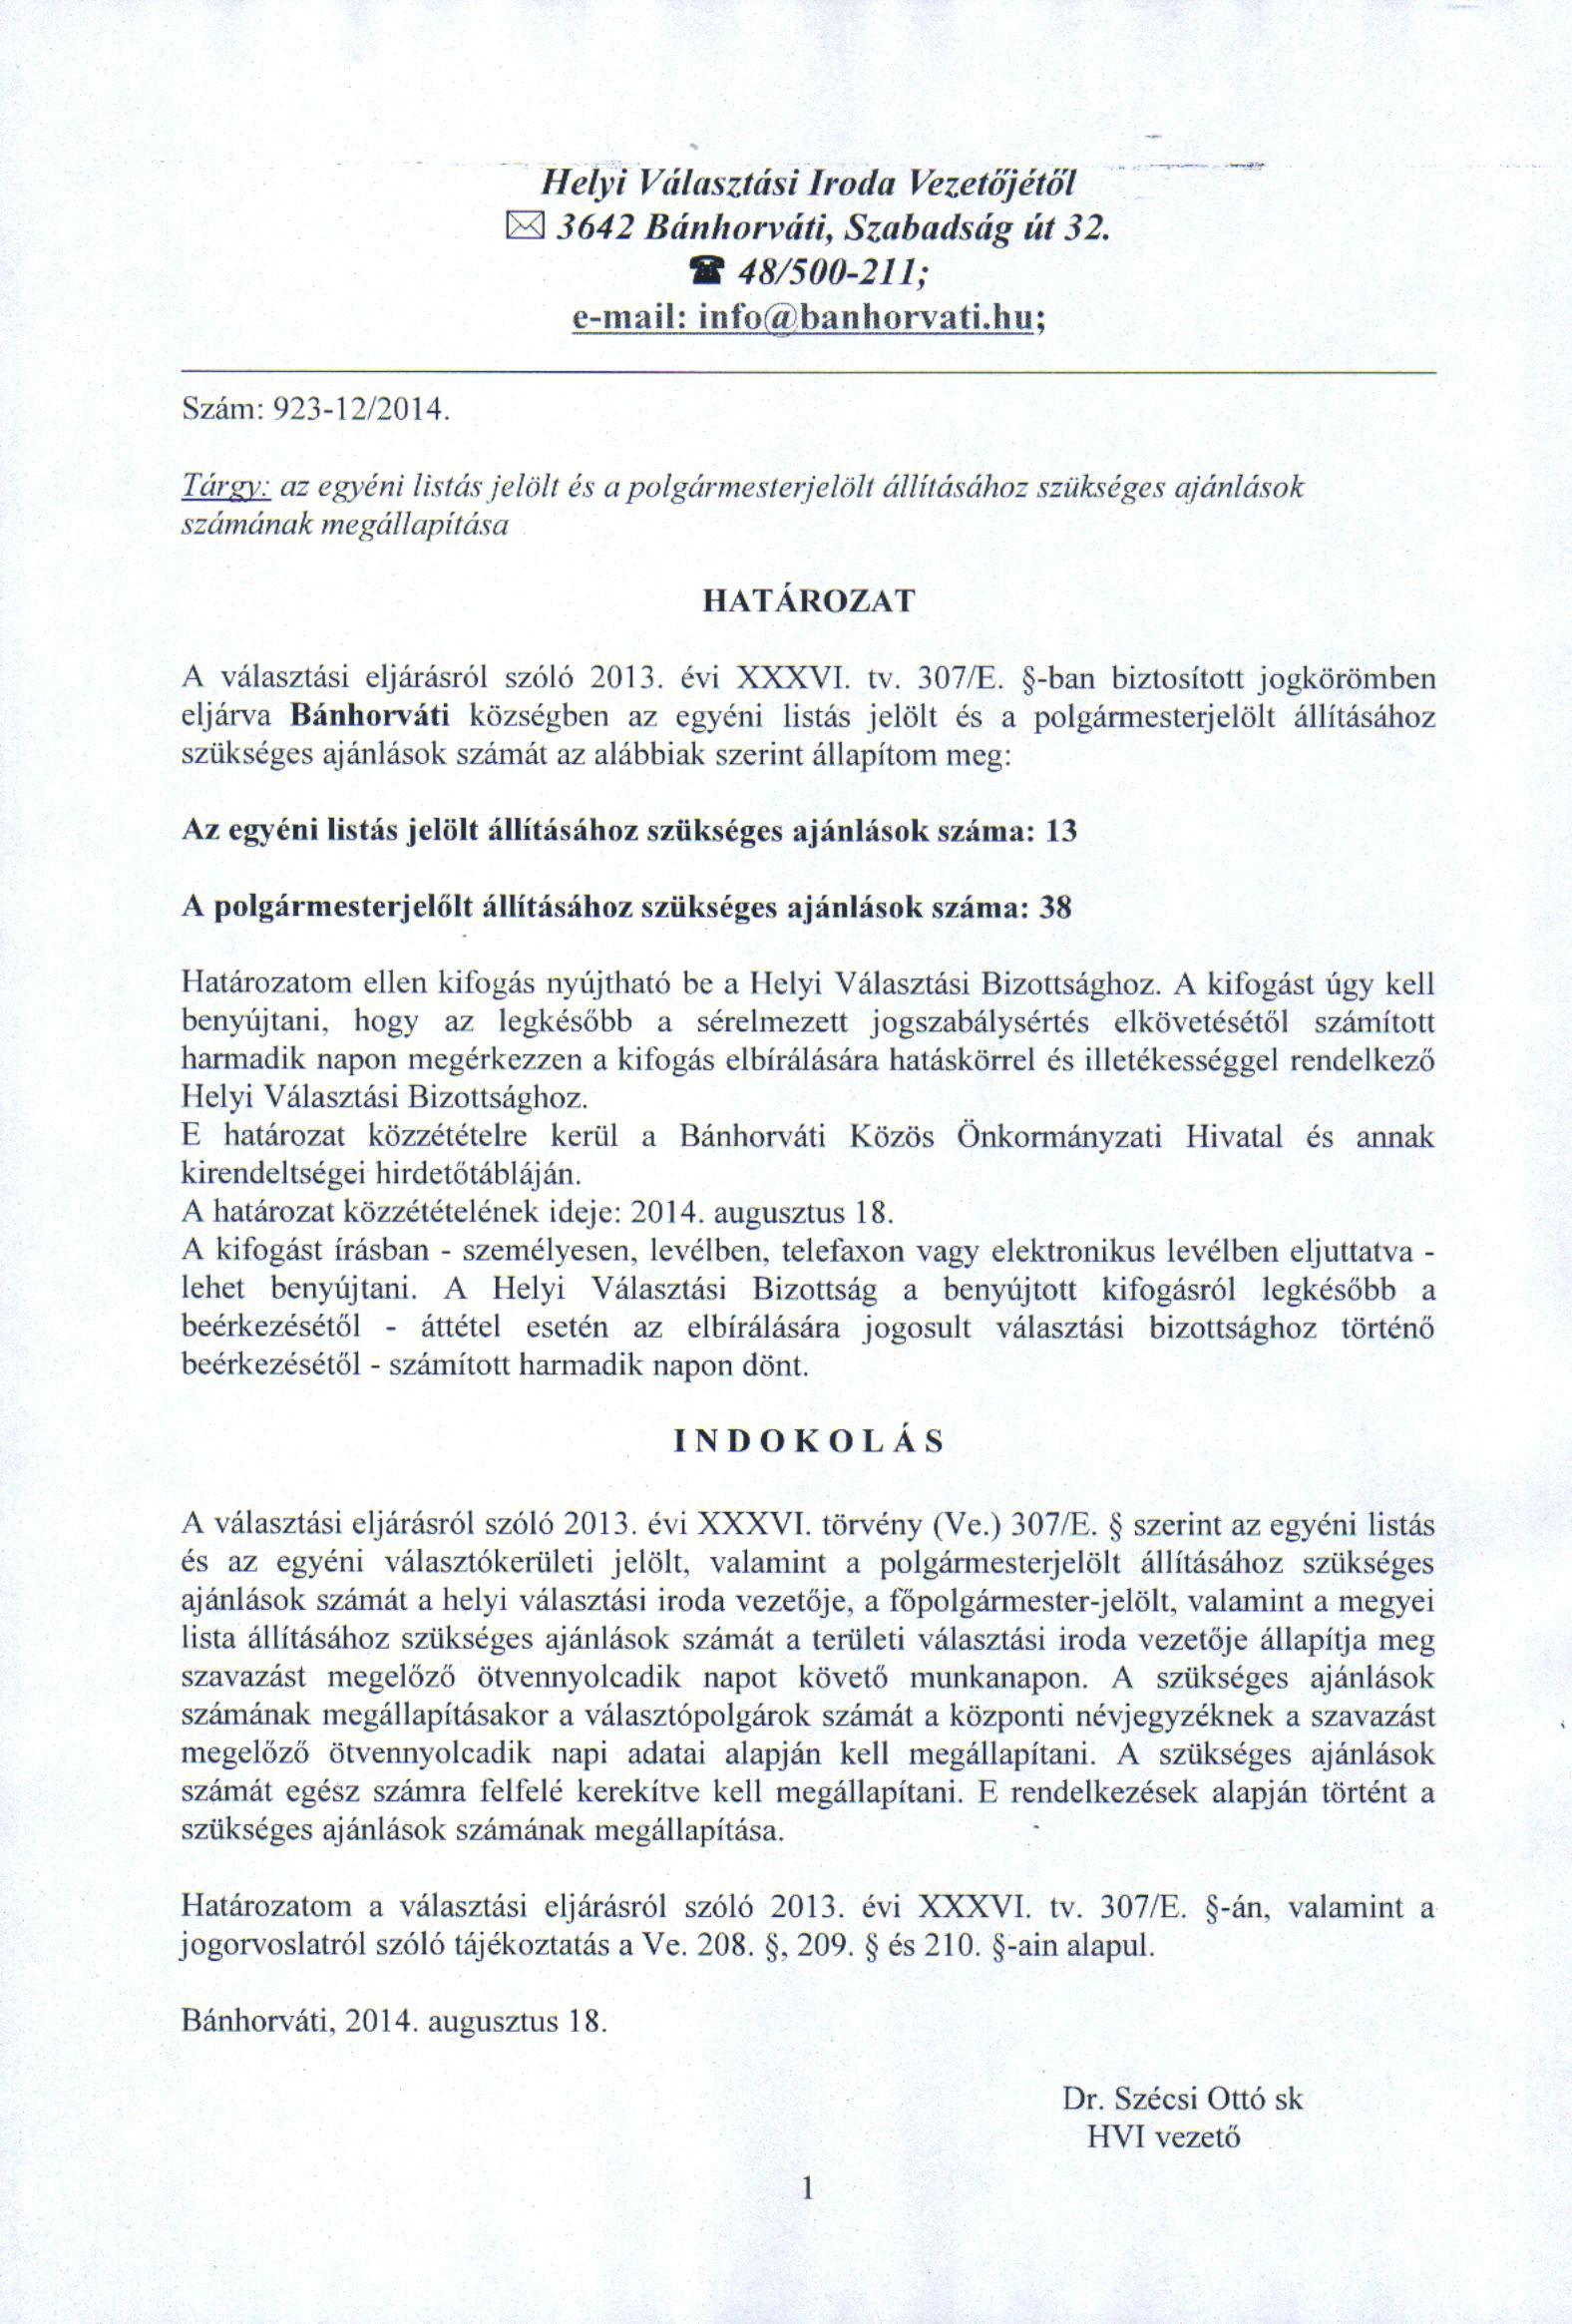 Helyi Választási Iroda Vezetőjétől
✉ 3642 Bánhorváti, Szabadság út 32.
☎ 48/500-211;
e-mail: info@banhorvati.hu;
Szám: 923-12/2014.
Tárgy: az egyéni listás jelölt és a polgármesterjelölt állításához szükséges ajánlások
számának megállapítása
HATÁROZAT
A választási eljárásról szóló 2013. évi XXXVI. tv. 307/E. §-ban biztosított jogkörömben
eljárva Bánhorváti községben az egyéni listás jelölt és a polgármesterjelölt állításához
szükséges ajánlások számát az alábbiak szerint állapítom meg:
Az egyéni listás jelölt állításához szükséges ajánlások száma: 13
A polgármesterjelőlt állításához szükséges ajánlások száma: 38
Határozatom ellen kifogás nyújtható be a Helyi Választási Bizottsághoz. A kifogást úgy kell
benyújtani, hogy az legkésőbb a sérelmezett jogszabálysértés elkövetésétől számított
harmadik napon megérkezzen a kifogás elbírálására hatáskörrel és illetékességgel rendelkező
Helyi Választási Bizottsághoz.
E határozat közzétételre kerül a Bánhorváti Közös Önkormányzati Hivatal és annak
kirendeltségei hirdetőtábláján.
A határozat közzétételének ideje: 2014. augusztus 18.
A kifogást írásban - személyesen, levélben, telefaxon vagy elektronikus levélben eljuttatva -
lehet benyújtani. A Helyi Választási Bizottság a benyújtott kifogásról legkésőbb a
beérkezésétől - áttétel esetén az elbírálására jogosult választási bizottsághoz történő
beérkezésétől - számított harmadik napon dönt.
INDOKOLÁS
A választási eljárásról szóló 2013. évi XXXVI. törvény (Ve.) 307/E. § szerint az egyéni listás
és az egyéni választókerületi jelölt, valamint a polgármesterjelölt állításához szükséges
ajánlások számát a helyi választási iroda vezetője, a főpolgármester-jelölt, valamint a megyei
lista állításához szükséges ajánlások számát a területi választási iroda vezetője állapítja meg
szavazást megelőző ötvennyolcadik napot követő munkanapon. A szükséges ajánlások
számának megállapításakor a választópolgárok számát a központi névjegyzéknek a szavazást
megelőző ötvennyolcadik napi adatai alapján kell megállapítani. A szükséges ajánlások
számát egész számra felfelé kerekítve kell megállapítani. E rendelkezések alapján történt a
szükséges ajánlások számának megállapítása.
Határozatom a választási eljárásról szóló 2013. évi XXXVI. tv. 307/E. §-án, valamint a
jogorvoslatról szóló tájékoztatás a Ve. 208. §, 209. § és 210. §-ain alapul.
Bánhorváti, 2014. augusztus 18.
Dr. Szécsi Ottó sk
HVI vezető
1